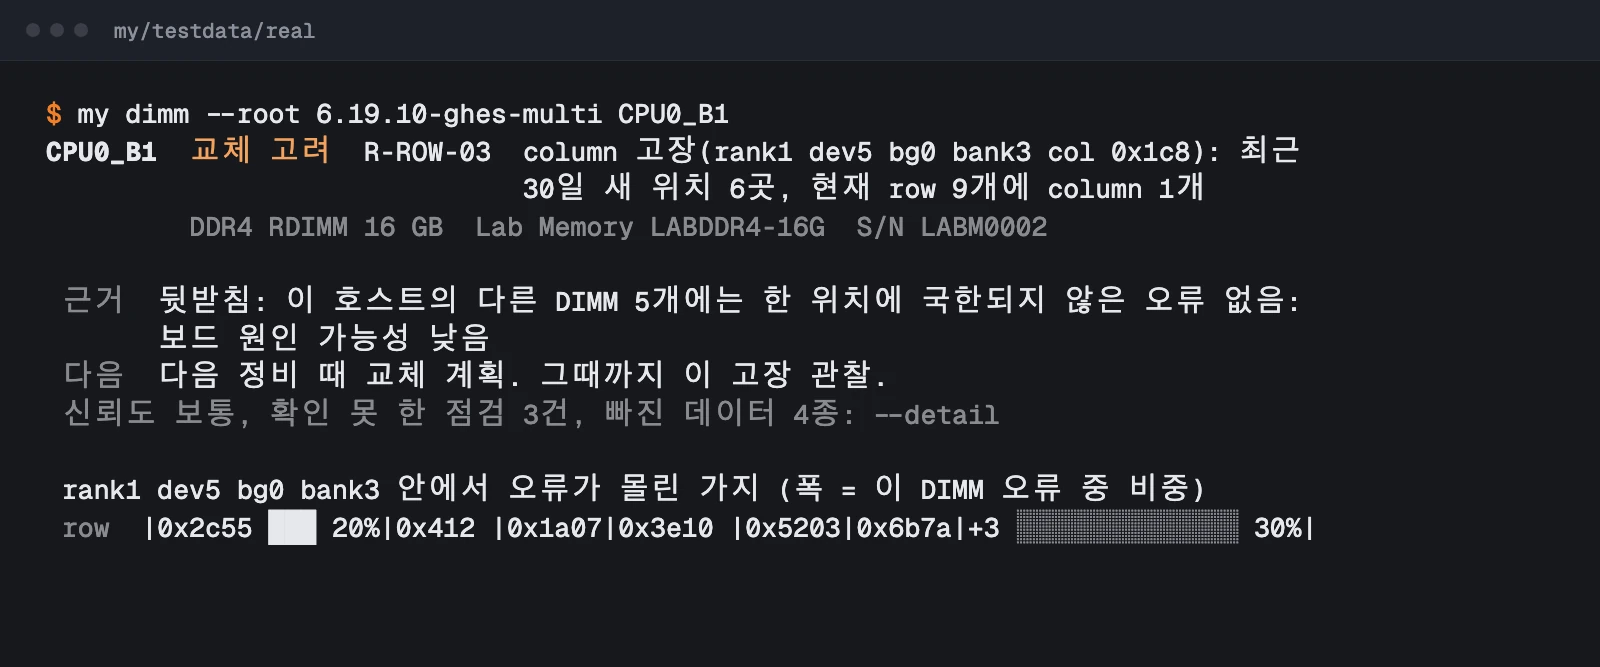 my/testdata/real
$ my dimm --root 6.19.10-ghes-multi CPU0_B1
CPU0_B1 교체 고려 R-ROW-03 column 고장(rank1 dev5 bg0 bank3 col 0x1c8): 최근
30일 새 위치 6곳, 현재 row 9개에 column 1개
DDR4 RDIMM 16 GB Lab Memory LABDDR4-16G S/N LABM0002
근거 뒷받침: 이 호스트의 다른 DIMM 5개에는 한 위치에 국한되지 않은 오류 없음:
보드 원인 가능성 낮음
다음 다음 정비 때 교체 계획. 그때까지 이 고장 관찰.
신뢰도 보통, 확인 못 한 점검 3건, 빠진 데이터 4종: --detail
rank1 dev5 bg0 bank3 안에서 오류가 몰린 가지 (폭 = 이 DIMM 오류 중 비중)
row |0x2c55 ███ 20%|0x412 |0x1a07|0x3e10 |0x5203|0x6b7a|+3 ▒▒▒▒▒▒▒▒▒▒▒▒▒▒ 30%|